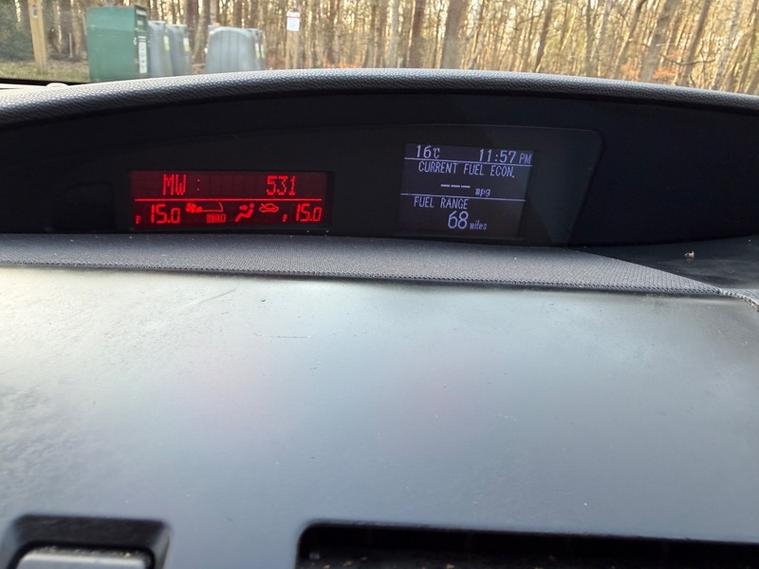 MW : 531
15.0 15.0
16℃ 11:57 PM
CURRENT FUEL ECON.
--- mpg
FUEL RANGE
68 miles